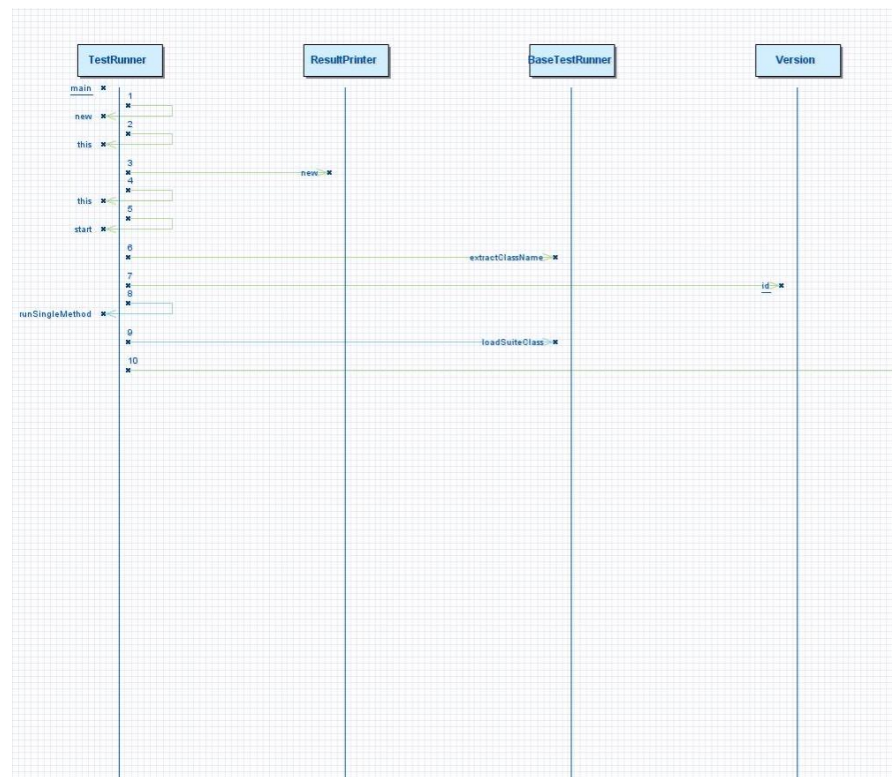 TestRunner ResultPrinter BaseTestRunner Version
main
1
new
2
this
3
new
4
this
5
start
6
extractClassName
7
id
8
runSingleMethod
9
loadSuiteClass
10